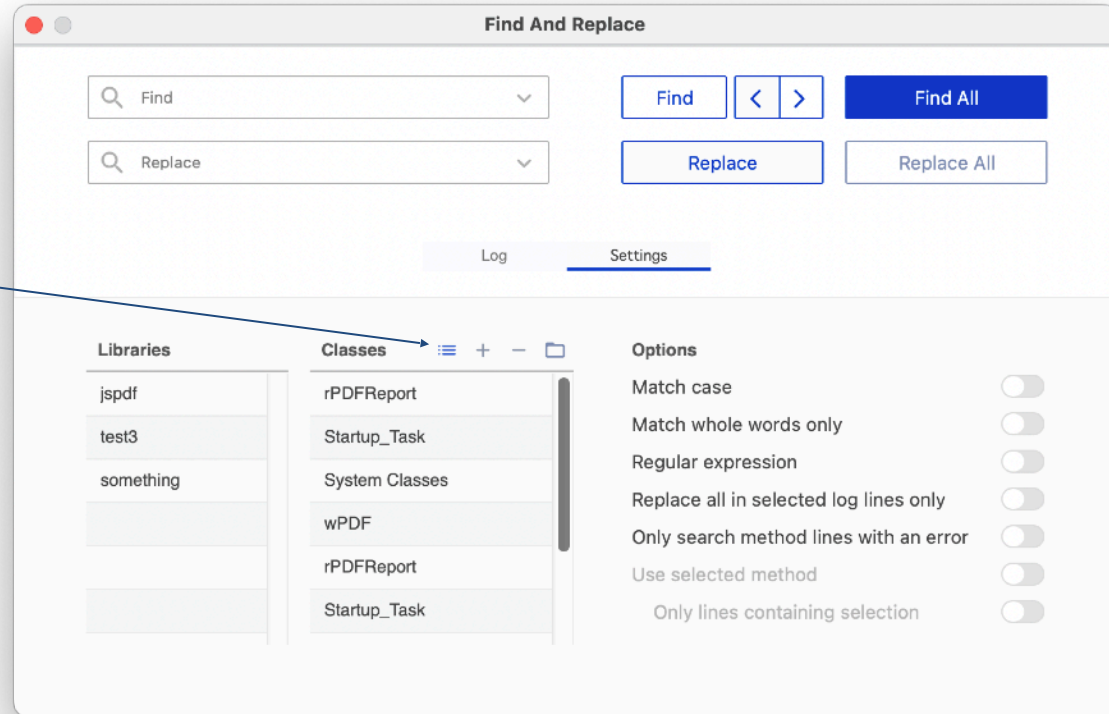 Find And Replace
Find
Find
Find All
Replace
Replace
Replace All
Log
Settings
Libraries
jspdf
test3
something
Classes
rPDFReport
Startup_Task
System Classes
wPDF
rPDFReport
Startup_Task
Options
Match case
Match whole words only
Regular expression
Replace all in selected log lines only
Only search method lines with an error
Use selected method
Only lines containing selection